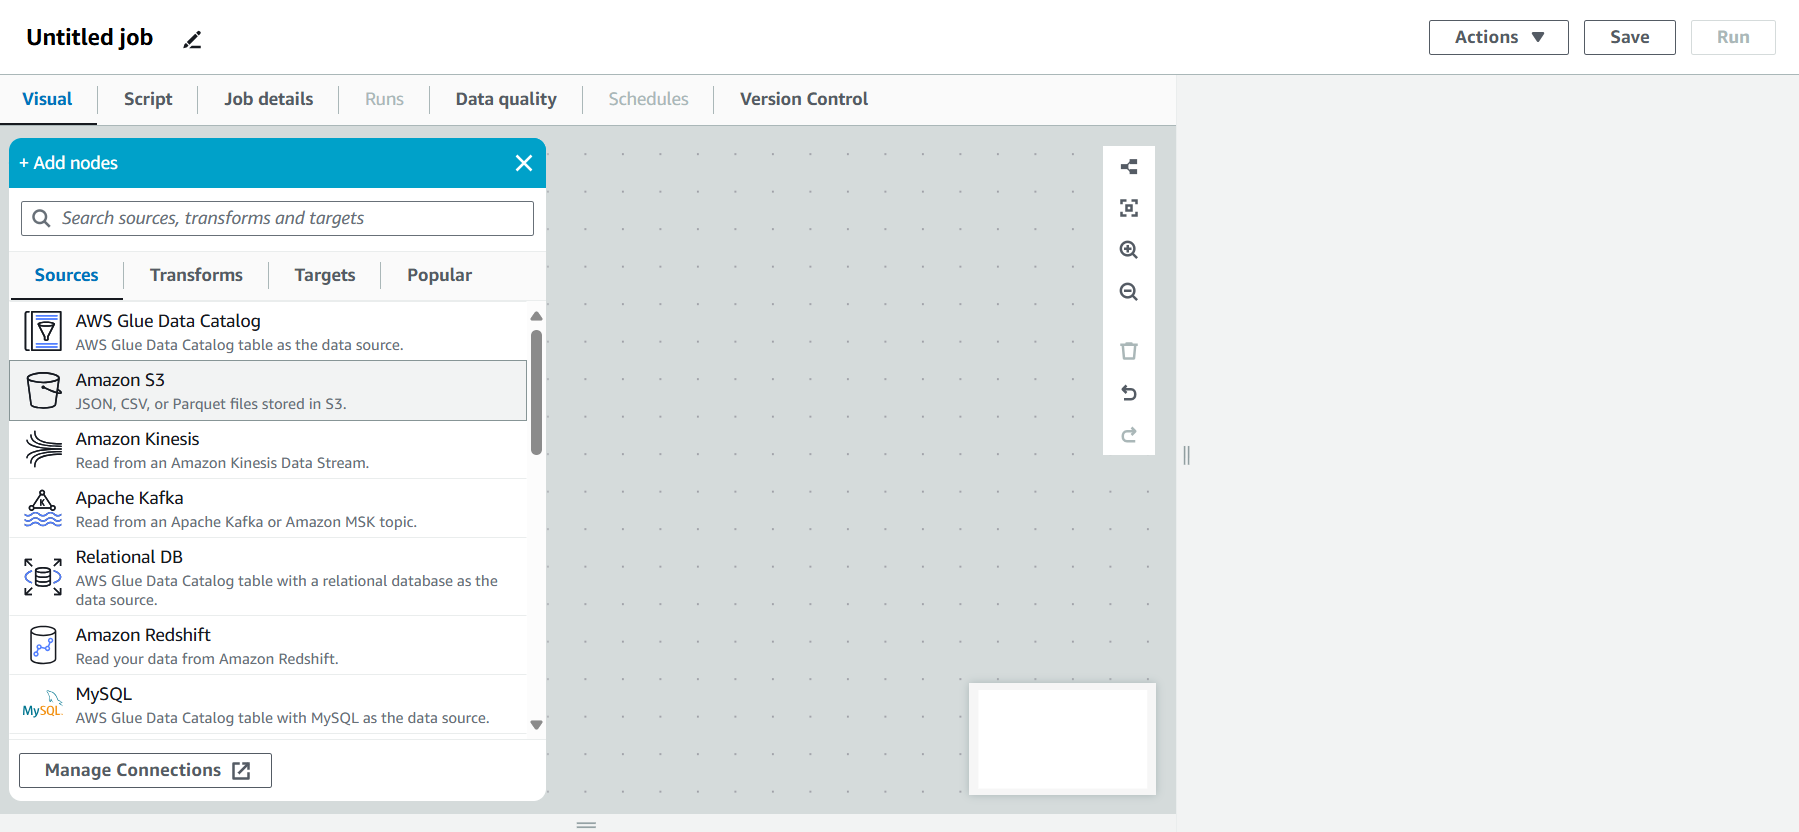 Untitled job
Actions
Save
Run
Visual
Script
Job details
Runs
Data quality
Schedules
Version Control
+ Add nodes
Search sources, transforms and targets
Sources
Transforms
Targets
Popular
AWS Glue Data Catalog
AWS Glue Data Catalog table as the data source.
Amazon S3
JSON, CSV, or Parquet files stored in S3.
Amazon Kinesis
Read from an Amazon Kinesis Data Stream.
K
Apache Kafka
Read from an Apache Kafka or Amazon MSK topic.
Relational DB
AWS Glue Data Catalog table with a relational database as the
data source.
Amazon Redshift
Read your data from Amazon Redshift.
MySQL
MySQL
AWS Glue Data Catalog table with MySQL as the data source.
Manage Connections